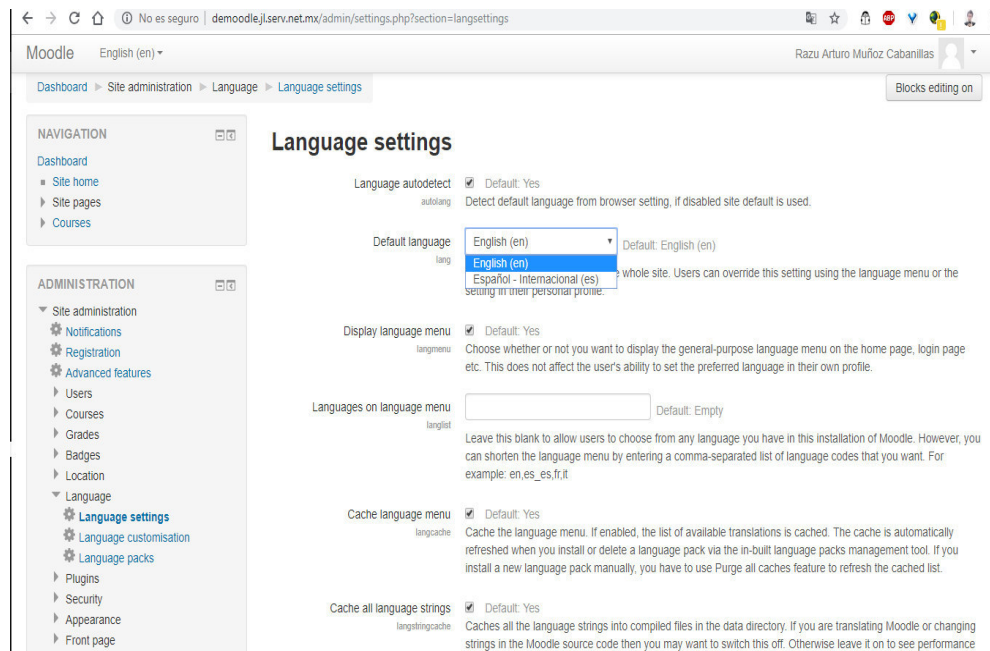 No es seguro | demoodle.jl.serv.net.mx/admin/settings.php?section=langsettings
Moodle English (en)
Razu Arturo Muñoz Cabanillas
Dashboard Site administration Language Language settings
Blocks editing on
NAVIGATION
Dashboard
Site home
Site pages
Courses
ADMINISTRATION
Site administration
Notifications
Registration
Advanced features
Users
Courses
Grades
Badges
Location
Language
Language settings
Language customisation
Language packs
Plugins
Security
Appearance
Front page
Language settings
Language autodetect Default: Yes
autolang Detect default language from browser setting, if disabled site default is used.
Default language English (en) Default: English (en)
lang English (en)
whole site. Users can override this setting using the language menu or the
Español - Internacional (es)
setting in their personal profile.
Display language menu Default: Yes
langmenu Choose whether or not you want to display the general-purpose language menu on the home page, login page
etc. This does not affect the user's ability to set the preferred language in their own profile.
Languages on language menu Default: Empty
langlist
Leave this blank to allow users to choose from any language you have in this installation of Moodle. However, you
can shorten the language menu by entering a comma-separated list of language codes that you want. For
example: en,es_es,fr,it
Cache language menu Default: Yes
langcache Cache the language menu. If enabled, the list of available translations is cached. The cache is automatically
refreshed when you install or delete a language pack via the in-built language packs management tool. If you
install a new language pack manually, you have to use Purge all caches feature to refresh the cached list.
Cache all language strings Default: Yes
langstringcache Caches all the language strings into compiled files in the data directory. If you are translating Moodle or changing
strings in the Moodle source code then you may want to switch this off. Otherwise leave it on to see performance